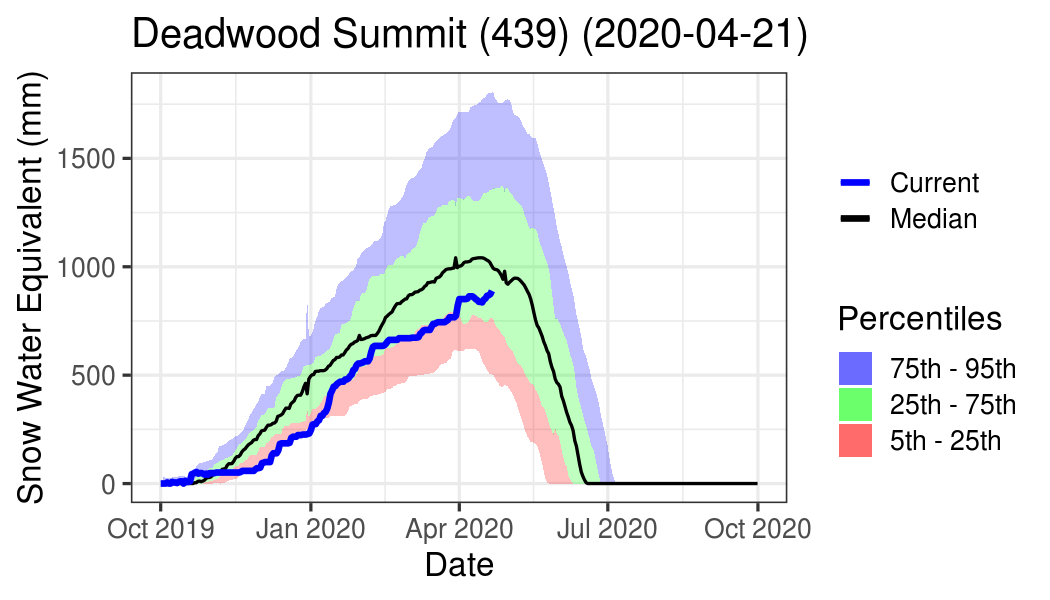 Deadwood Summit (439) (2020-04-21)
Snow Water Equivalent (mm)
1500
1000
500
0
Oct 2019
Jan 2020
Apr 2020
Jul 2020
Oct 2020
Date
Current
Median
Percentiles
75th - 95th
25th - 75th
5th - 25th